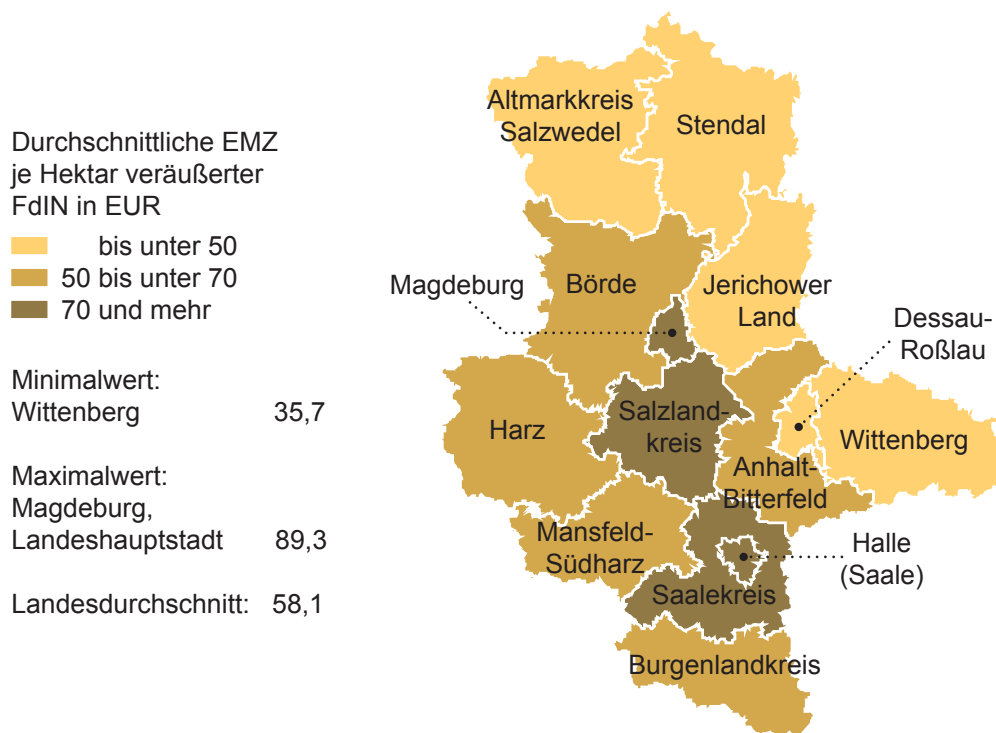 Durchschnittliche EMZ
je Hektar veräußerter
FdlN in EUR
bis unter 50
50 bis unter 70
70 und mehr
Minimalwert:
Wittenberg 35,7
Maximalwert:
Magdeburg,
Landeshauptstadt 89,3
Landesdurchschnitt: 58,1
Altmarkkreis
Salzwedel
Stendal
Börde
Magdeburg
Jerichower
Land
Dessau-
Roßlau
Harz
Salzland-
kreis
Wittenberg
Anhalt-
Bitterfeld
Mansfeld-
Südharz
Halle
(Saale)
Saalekreis
Burgenlandkreis